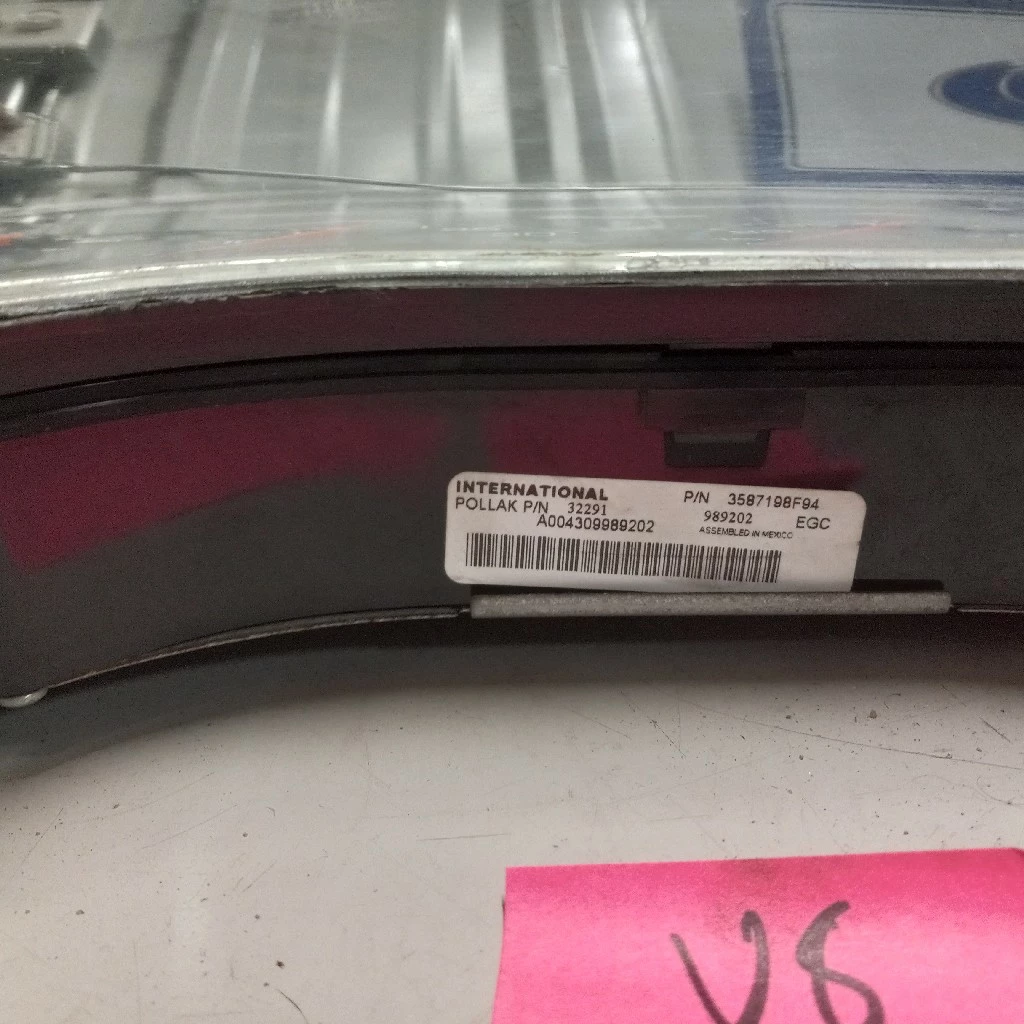 INTERNATIONAL P/N 3587198F94
POLLAK P/N 32291 989202 EGC
A004309989202 ASSEMBLED IN MEXICO
V8